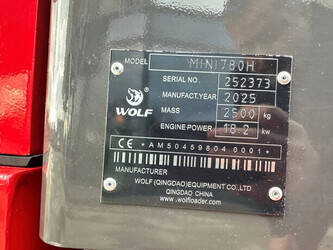 MODEL MINI780H
SERIAL NO. 252373
MANUFACT.YEAR 2025
MASS 2500 kg
ENGINE POWER 18.2 kw
WOLF
CE * AM50459804 0001 *
MANUFACTURER
WOLF (QINGDAO) EQUIPMENT CO.,LTD
QINGDAO CHINA
www.wolfloader.com